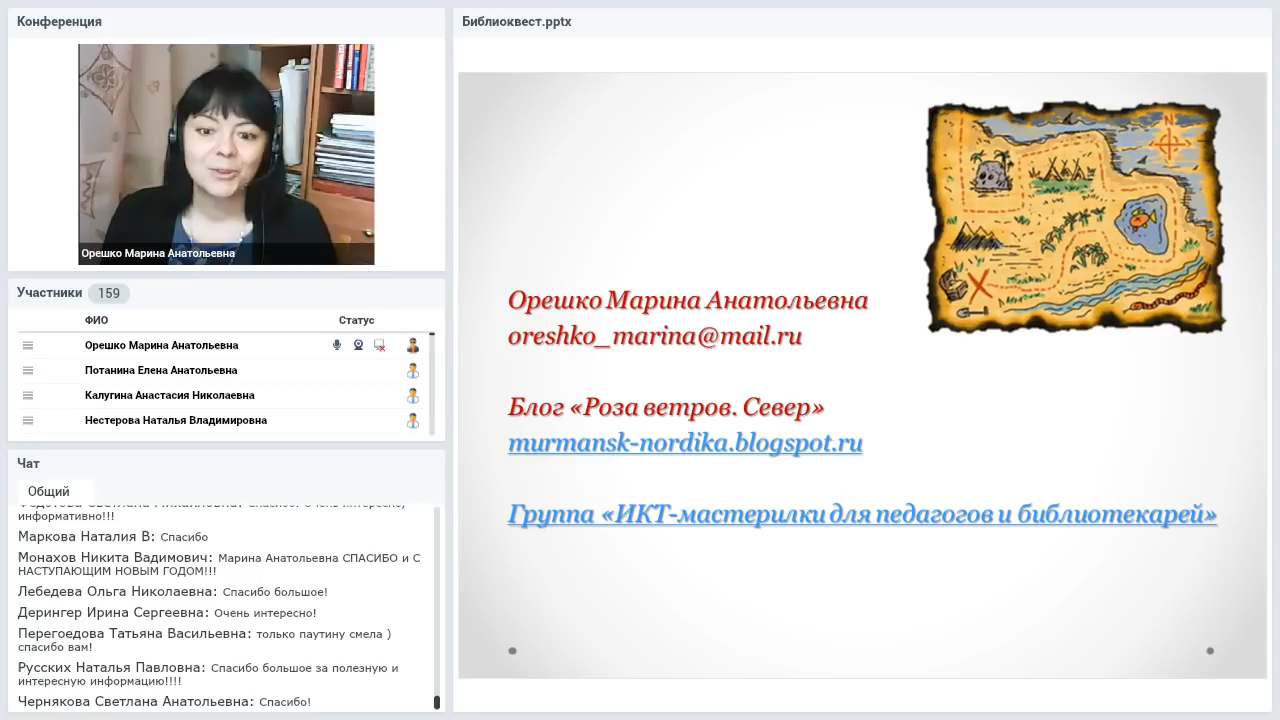 Конференция
Орешко Марина Анатольевна
Участники 159
ФИО Статус
Орешко Марина Анатольевна
Потанина Елена Анатольевна
Калугина Анастасия Николаевна
Нестерова Наталья Владимировна
Чат
Общий
информативно!!!
Маркова Наталия В: Спасибо
Монахов Никита Вадимович: Марина Анатольевна СПАСИБО и С
НАСТУПАЮЩИМ НОВЫМ ГОДОМ!!!
Лебедева Ольга Николаевна: Спасибо большое!
Дерингер Ирина Сергеевна: Очень интересно!
Перегоедова Татьяна Васильевна: только паутину смела )
спасибо вам!
Русских Наталья Павловна: Спасибо большое за полезную и
интересную информацию!!!!
Чернякова Светлана Анатольевна: Спасибо!
Библиоквест.pptx
N
Орешко Марина Анатольевна
oreshko_marina@mail.ru
Блог «Роза ветров. Север»
murmansk-nordika.blogspot.ru
Группа «ИКТ-мастерилки для педагогов и библиотекарей»